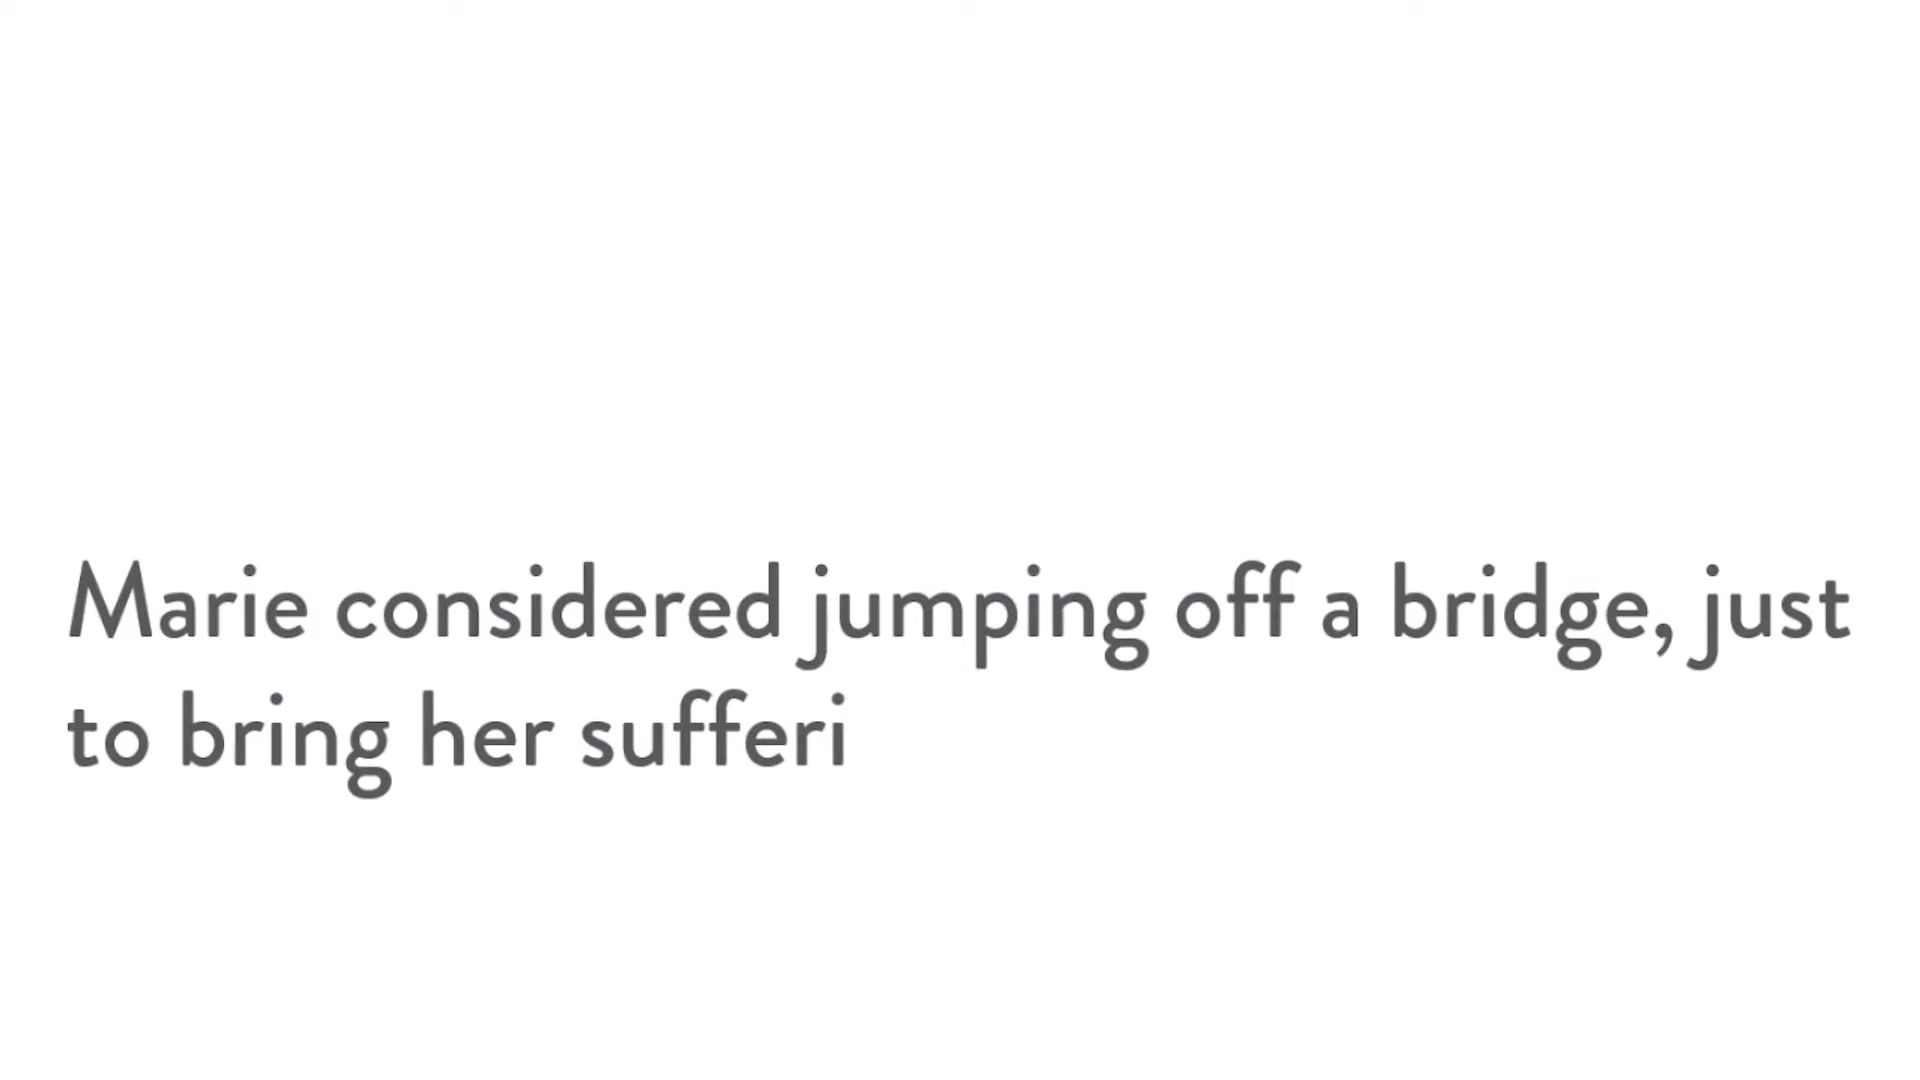 Marie considered jumping off a bridge, just
to bring her sufferi